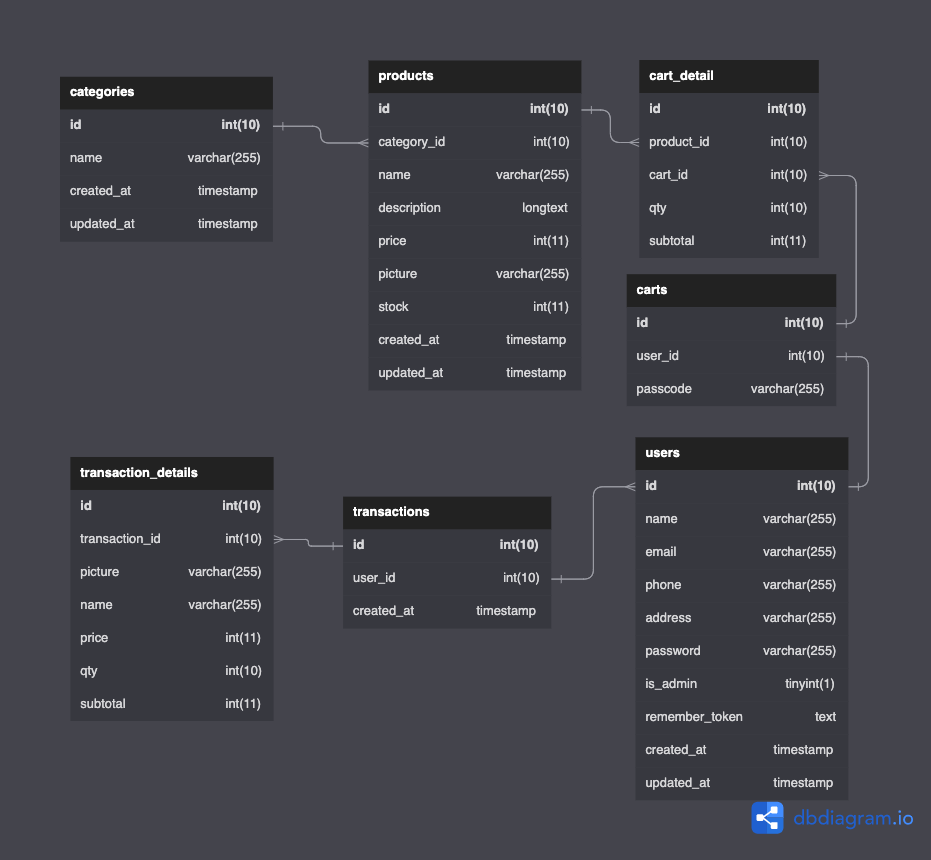 categories
id int(10)
name varchar(255)
created_at timestamp
updated_at timestamp
products
id int(10)
category_id int(10)
name varchar(255)
description longtext
price int(11)
picture varchar(255)
stock int(11)
created_at timestamp
updated_at timestamp
cart_detail
id int(10)
product_id int(10)
cart_id int(10)
qty int(10)
subtotal int(11)
carts
id int(10)
user_id int(10)
passcode varchar(255)
transaction_details
id int(10)
transaction_id int(10)
picture varchar(255)
name varchar(255)
price int(11)
qty int(10)
subtotal int(11)
transactions
id int(10)
user_id int(10)
created_at timestamp
users
id int(10)
name varchar(255)
email varchar(255)
phone varchar(255)
address varchar(255)
password varchar(255)
is_admin tinyint(1)
remember_token text
created_at timestamp
updated_at timestamp
dbdiagram.io